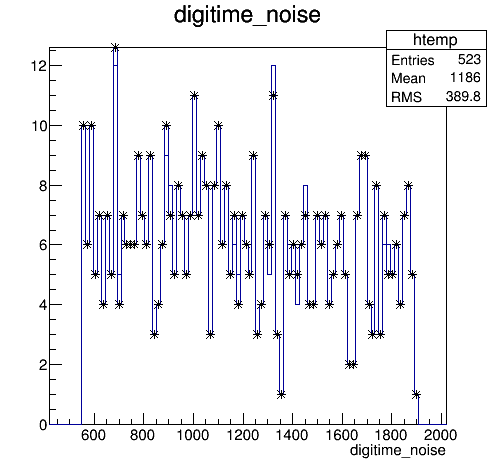 digitime_noise
htemp
Entries 523
Mean 1186
RMS 389.8
12
10
8
6
4
2
0
600 800 1000 1200 1400 1600 1800 2000
digitime_noise